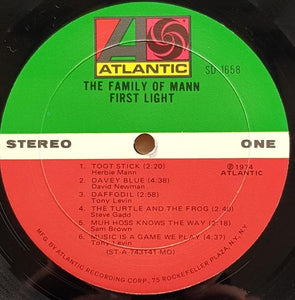 ATLANTIC
SD 1658
THE FAMILY OF MANN
FIRST LIGHT
STEREO
ONE
1. TOOT STICK (2:20)
Herbie Mann
2. DAVEY BLUE (4:38)
David Newman
3. DAFFODIL (6:54)
Tony Levin
4. THE TURTLE AND THE FROG (2:40)
Steve Gadd
5. MUH HOSS KNOWS THE WAY (2:18)
Sam Brown
6. MUSIC IS A GAME WE PLAY (4:37)
Tony Levin
(ST-A-743141-MO)
℗ 1974
ATLANTIC
MFG. BY ATLANTIC RECORDING CORP., 75 ROCKEFELLER PLAZA, N.Y., N.Y.